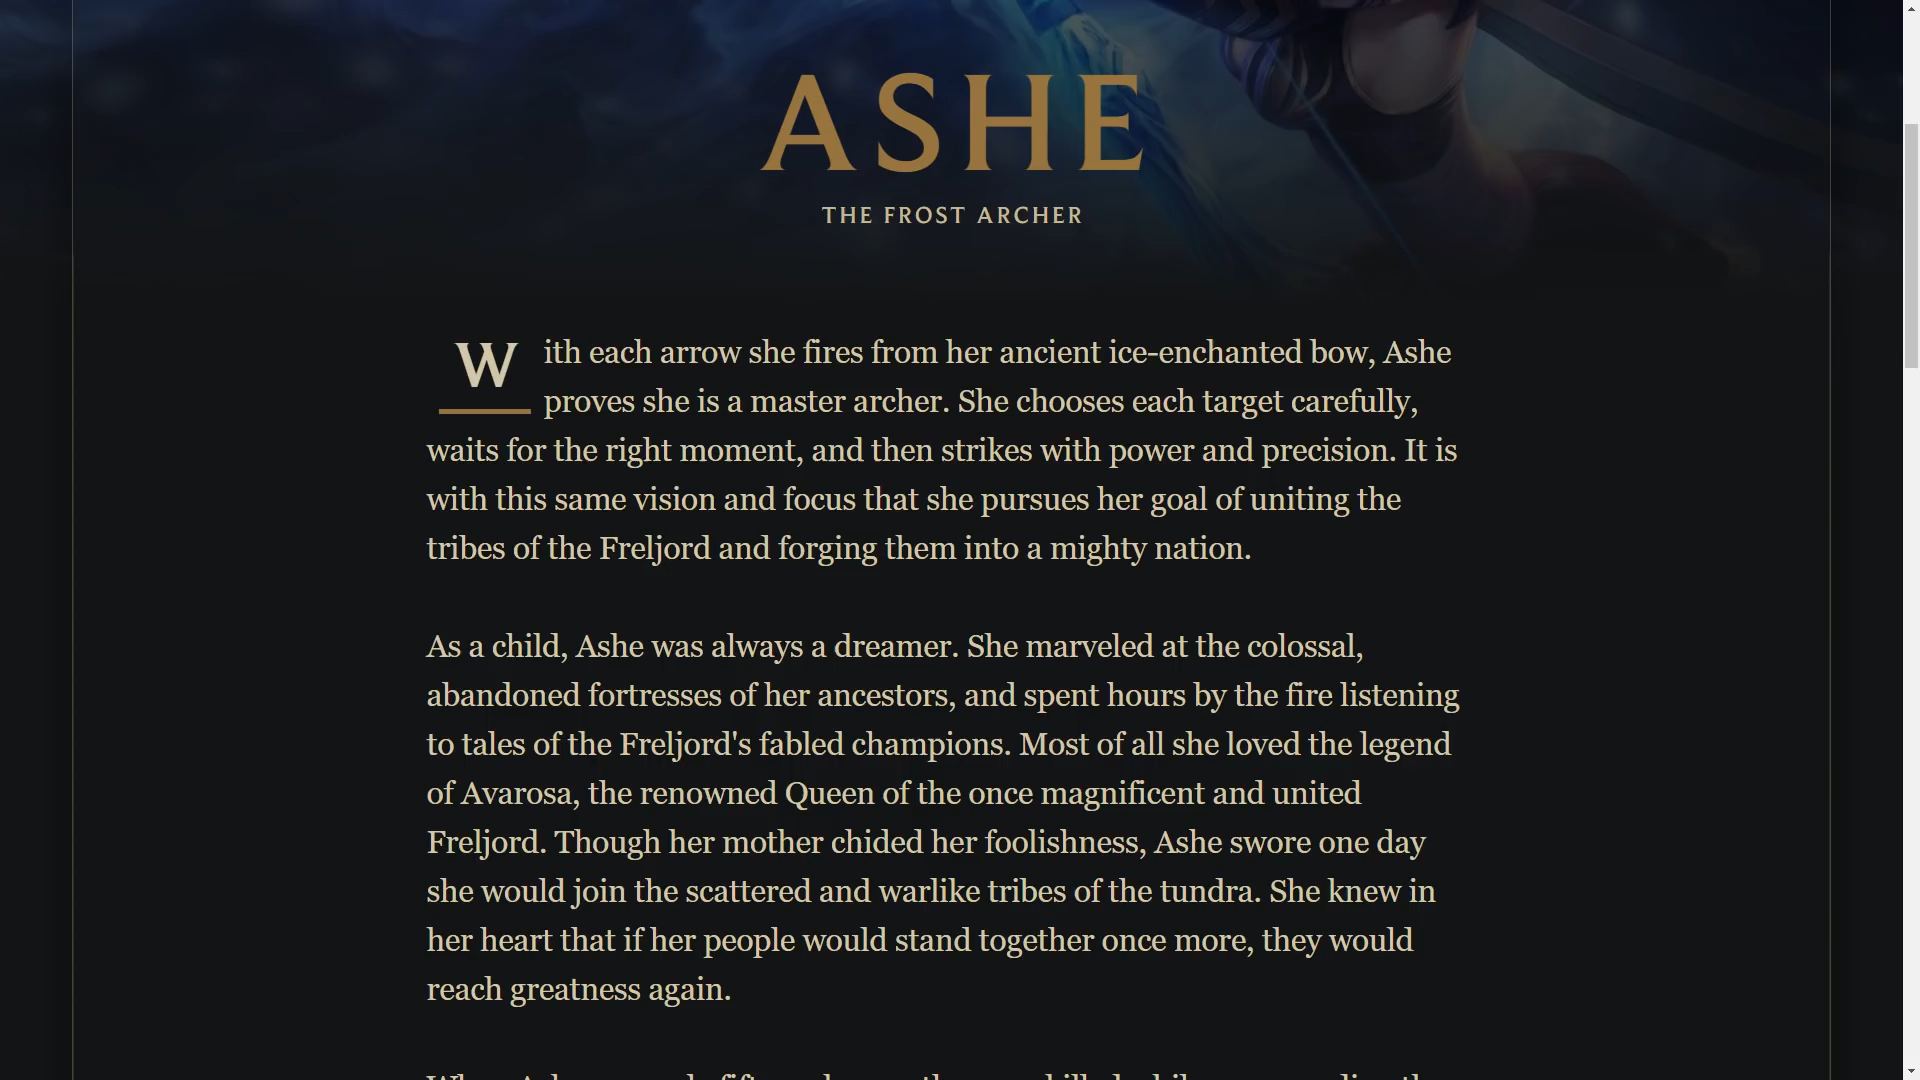 ASHE
THE FROST ARCHER
With each arrow she fires from her ancient ice-enchanted bow, Ashe
proves she is a master archer. She chooses each target carefully,
waits for the right moment, and then strikes with power and precision. It is
with this same vision and focus that she pursues her goal of uniting the
tribes of the Freljord and forging them into a mighty nation.
As a child, Ashe was always a dreamer. She marveled at the colossal,
abandoned fortresses of her ancestors, and spent hours by the fire listening
to tales of the Freljord's fabled champions. Most of all she loved the legend
of Avarosa, the renowned Queen of the once magnificent and united
Freljord. Though her mother chided her foolishness, Ashe swore one day
she would join the scattered and warlike tribes of the tundra. She knew in
her heart that if her people would stand together once more, they would
reach greatness again.